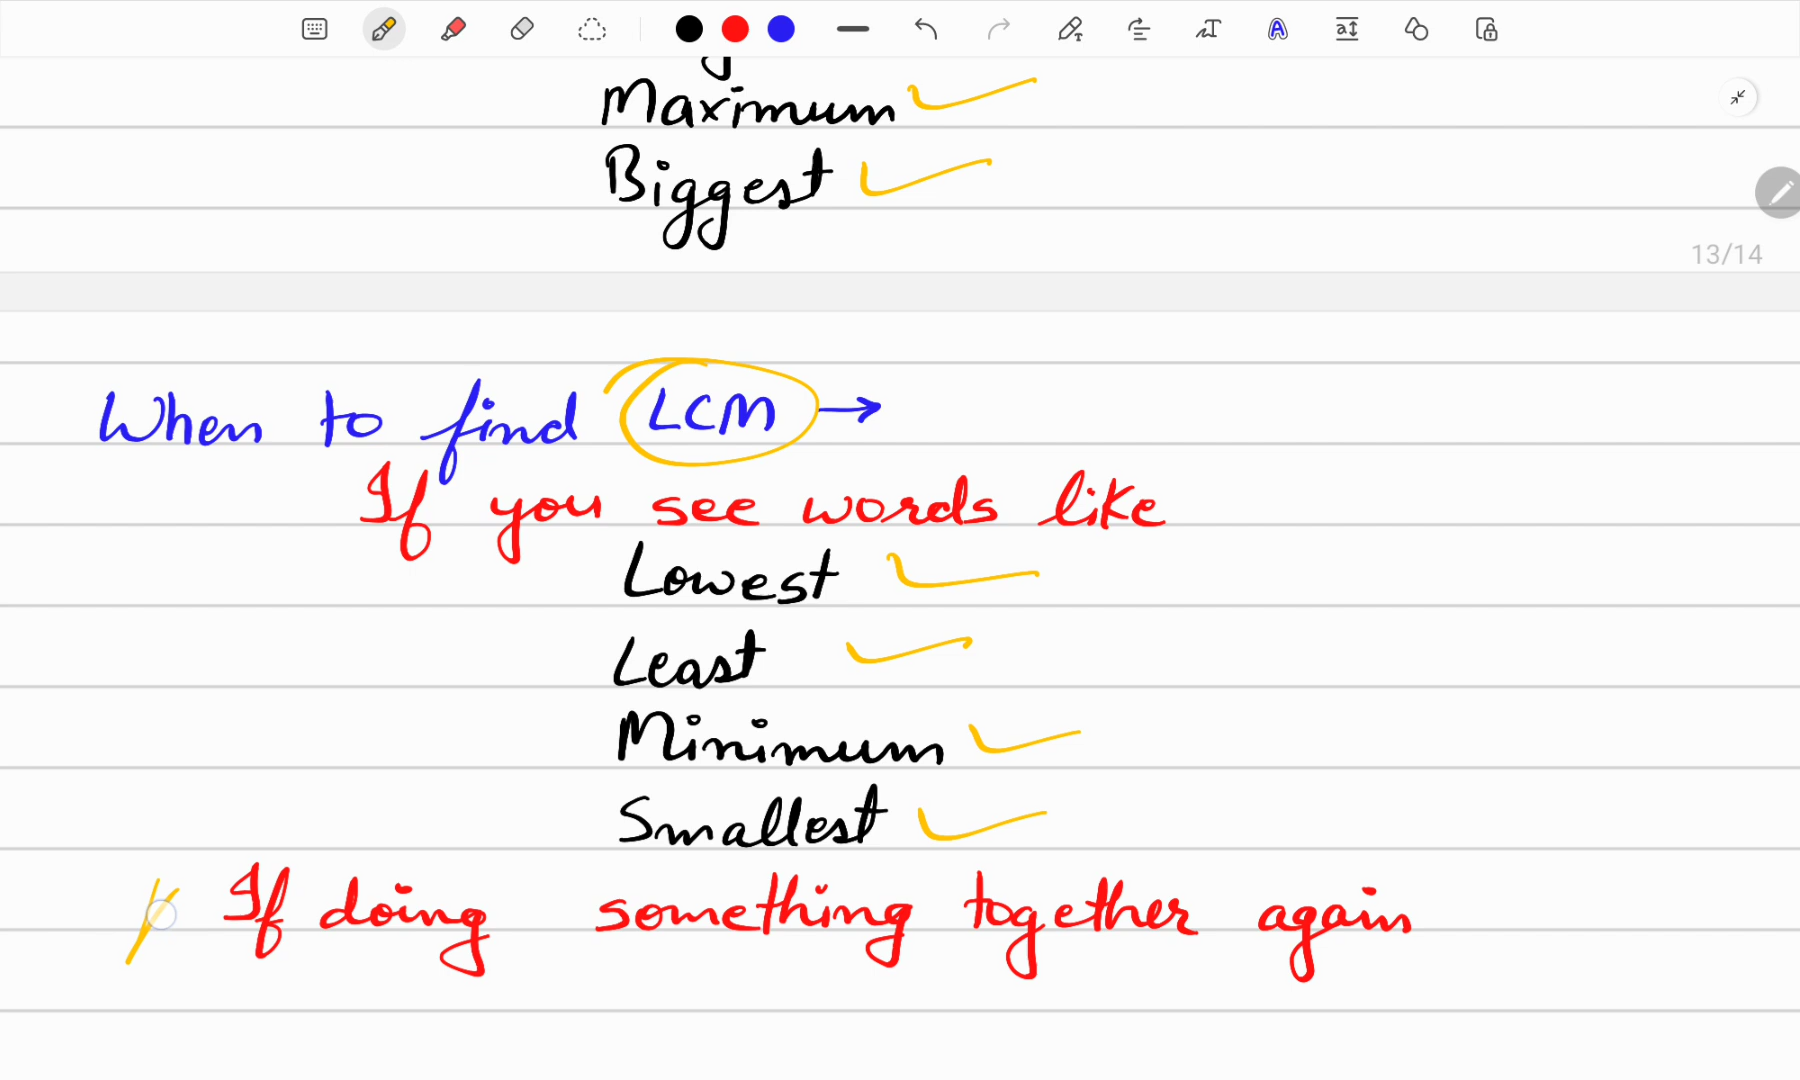 Maximum
Biggest
13/14
When to find LCM →
If you see words like
Lowest
Least
Minimum
Smallest
If doing something together again